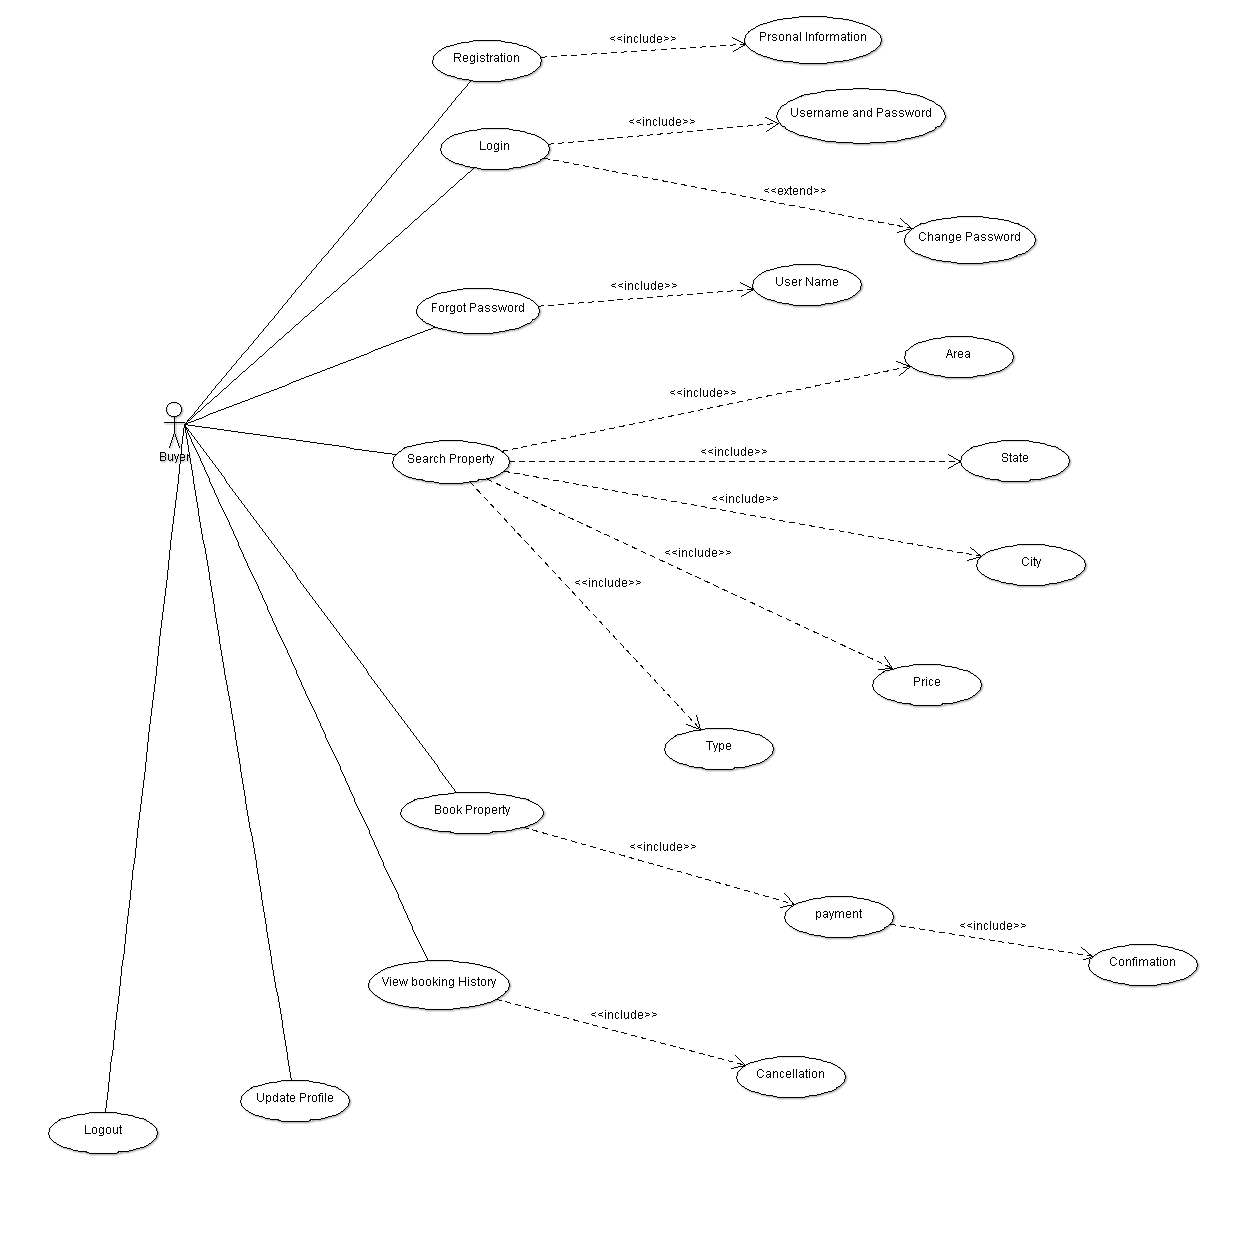 <<include>>
Prsonal Information
Registration
Username and Password
<<include>>
Login
<<extend>>
Change Password
User Name
<<include>>
Forgot Password
Area
<<include>>
Buyer
Search Property
<<include>>
State
<<include>>
City
<<include>>
<<include>>
Price
Type
Book Property
<<include>>
payment
<<include>>
Confimation
View booking History
<<include>>
Cancellation
Update Profile
Logout